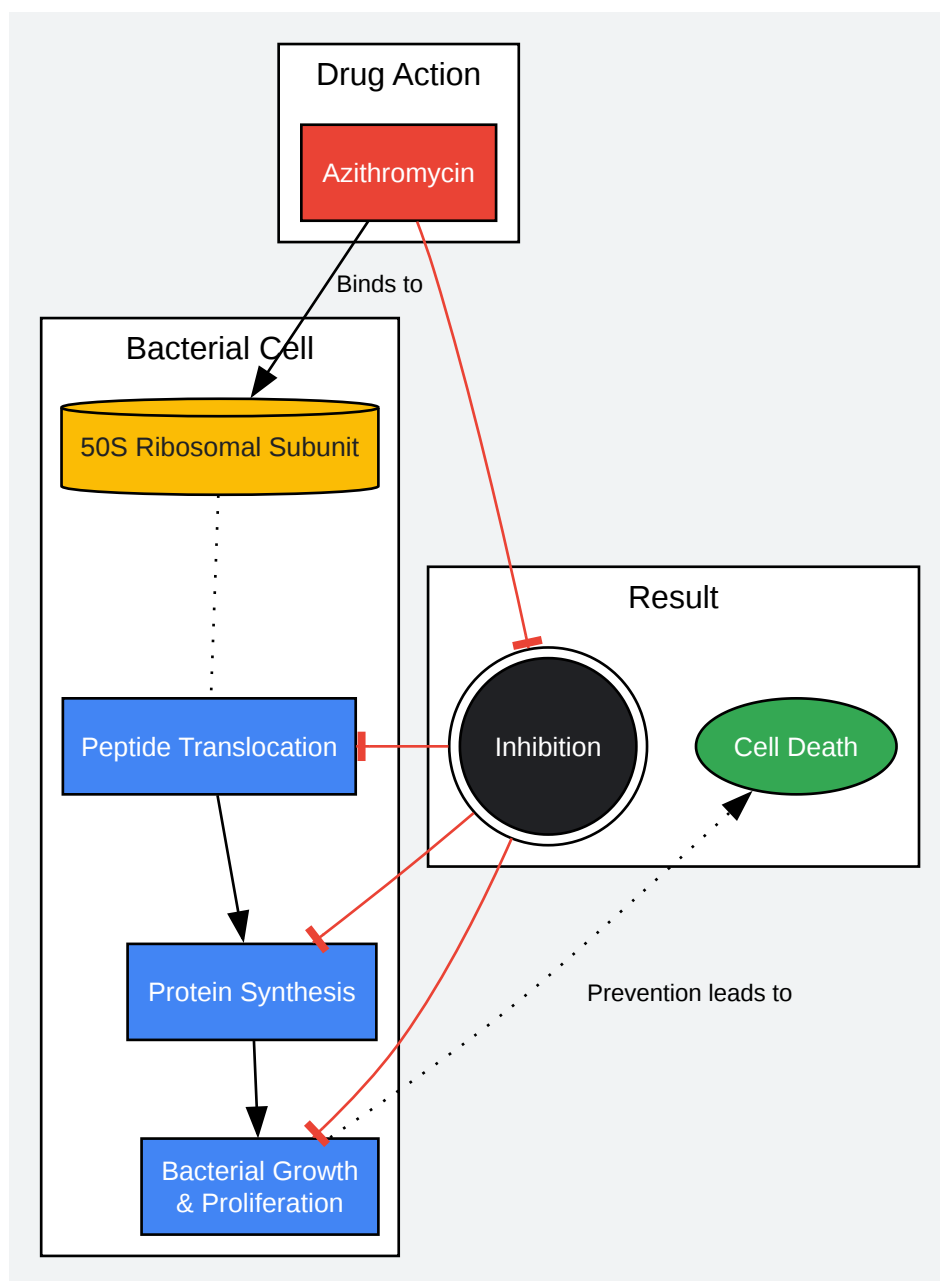 Drug Action
Azithromycin
Binds to
Bacterial Cell
50S Ribosomal Subunit
Result
Peptide Translocation
Inhibition
Cell Death
Protein Synthesis
Prevention leads to
Bacterial Growth
& Proliferation